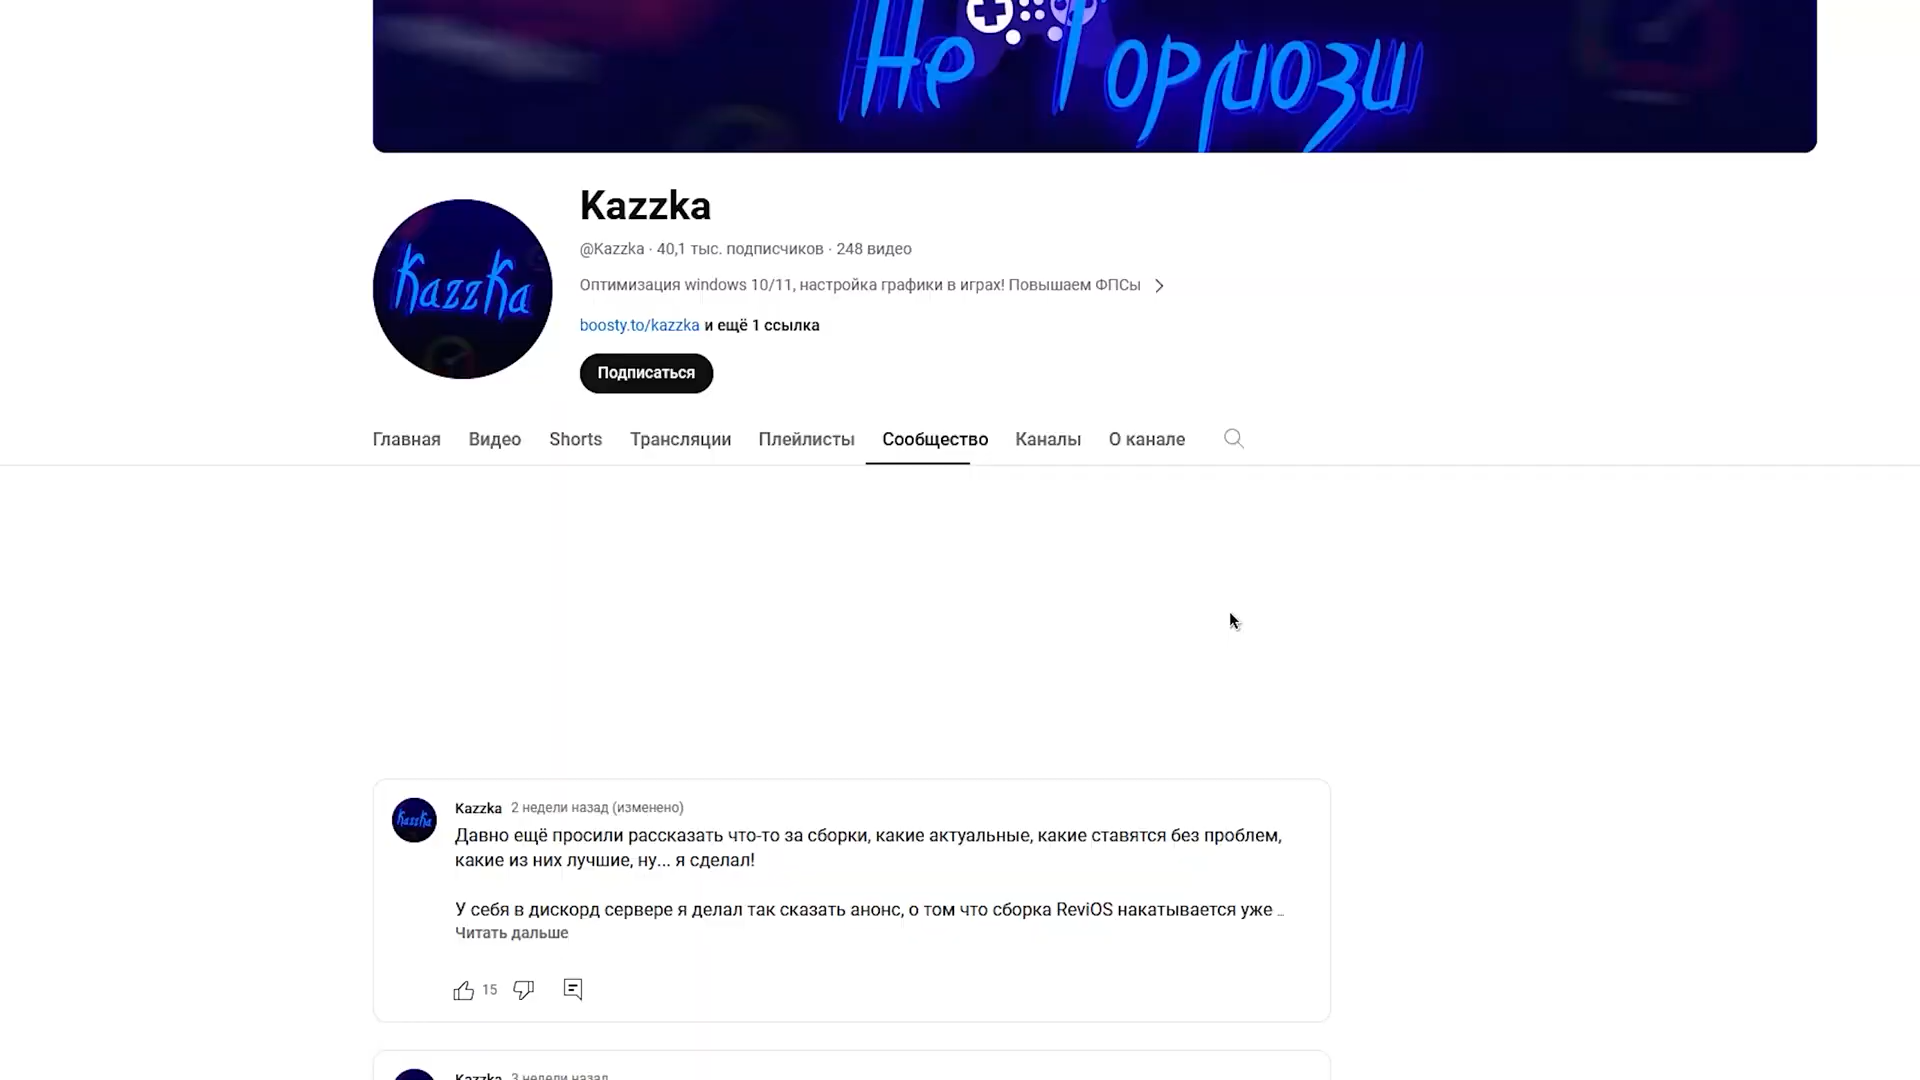 Не Тормози
Kazzka
Kazzka
@Kazzka · 40,1 тыс. подписчиков · 248 видео
Оптимизация windows 10/11, настройка графики в играх! Повышаем ФПСы
boosty.to/kazzka и ещё 1 ссылка
Подписаться
Главная Видео Shorts Трансляции Плейлисты Сообщество Каналы О канале
Kazzka
Kazzka 2 недели назад (изменено)
Давно ещё просили рассказать что-то за сборки, какие актуальные, какие ставятся без проблем,
какие из них лучшие, ну... я сделал!
У себя в дискорд сервере я делал так сказать анонс, о том что сборка ReviOS накатывается уже ...
Читать дальше
15
Kazzka 3 недели назад